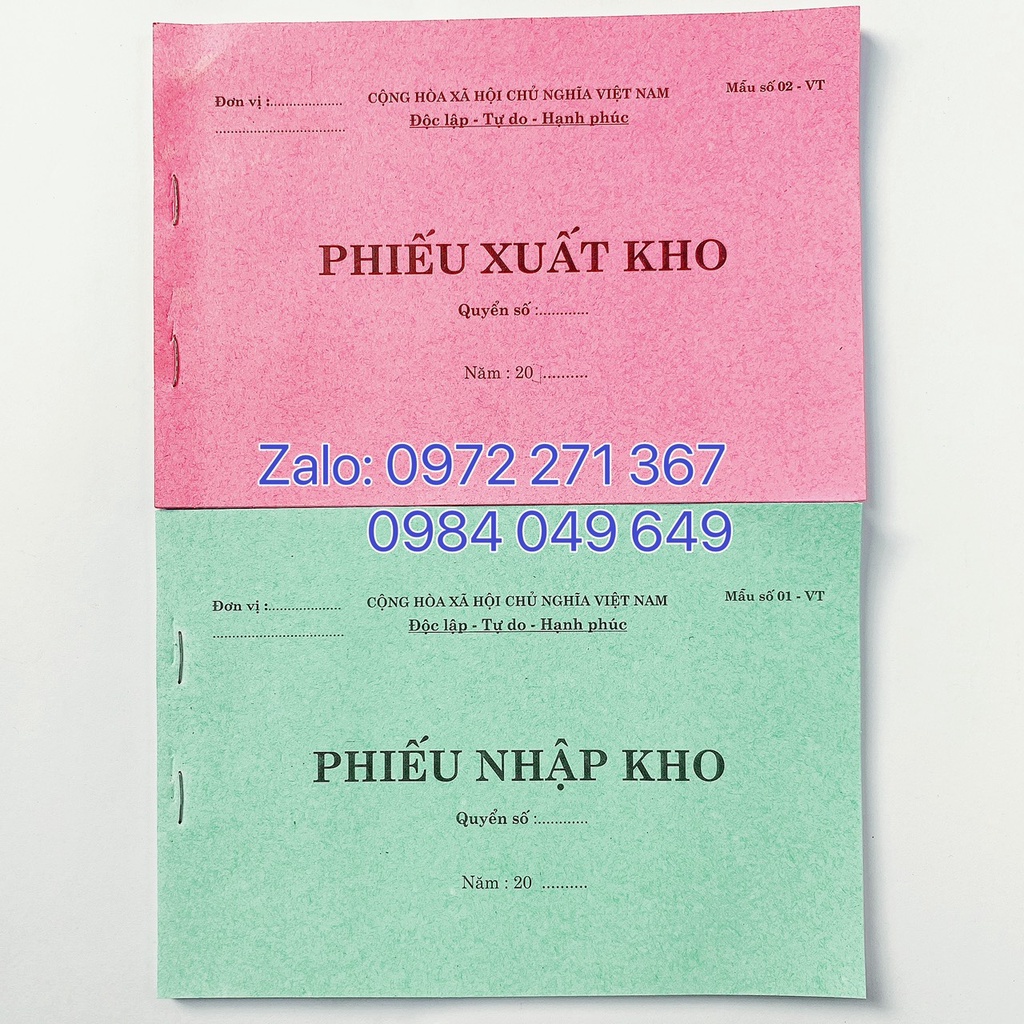 Đơn vị :...................
CỘNG HÒA XÃ HỘI CHỦ NGHĨA VIỆT NAM
Mẫu số 02 - VT
..................................
Độc lập - Tự do - Hạnh phúc
PHIẾU XUẤT KHO
Quyển số :............
Năm : 20 ..........
Zalo: 0972 271 367
0984 049 649
Đơn vị :...................
CỘNG HÒA XÃ HỘI CHỦ NGHĨA VIỆT NAM
Mẫu số 01 - VT
..................................
Độc lập - Tự do - Hạnh phúc
PHIẾU NHẬP KHO
Quyển số :............
Năm : 20 ..........